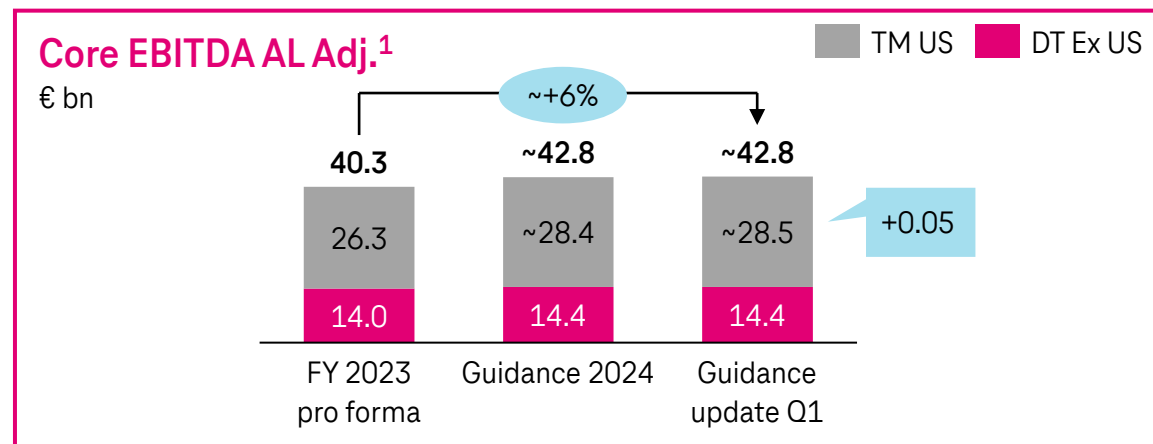 Core EBITDA AL Adj.1
€ bn
TM US
DT Ex US
~+6%
40.3
~42.8
~42.8
26.3
~28.4
~28.5
+0.05
14.0
14.4
14.4
FY 2023
pro forma
Guidance 2024
Guidance
update Q1